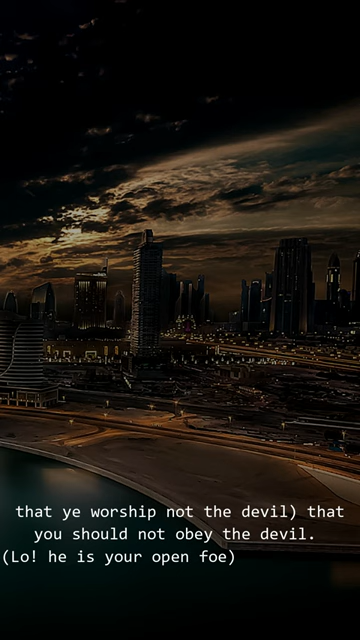 that ye worship not the devil) that
you should not obey the devil.
(Lo! he is your open foe)